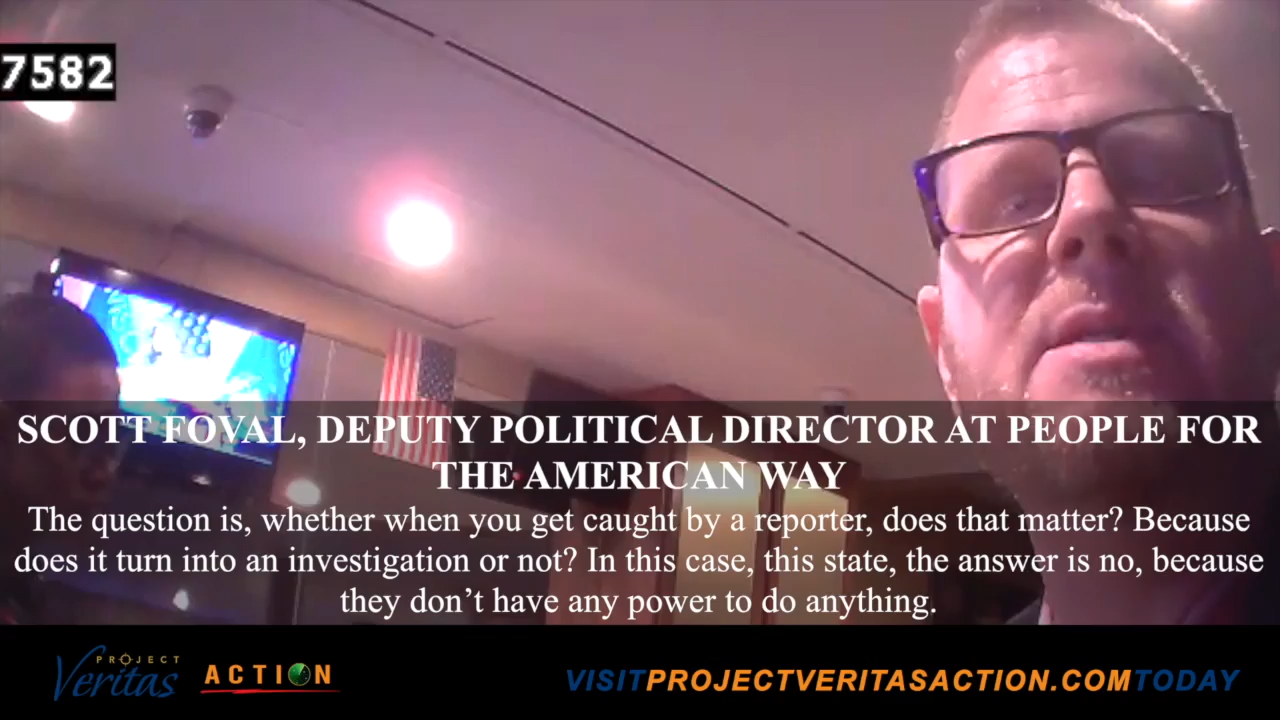 7582
SCOTT FOVAL, DEPUTY POLITICAL DIRECTOR AT PEOPLE FOR
THE AMERICAN WAY
The question is, whether when you get caught by a reporter, does that matter? Because
does it turn into an investigation or not? In this case, this state, the answer is no, because
they don’t have any power to do anything.
PROJECT
Veritas ACTION
VISITPROJECTVERITASACTION.COMTODAY